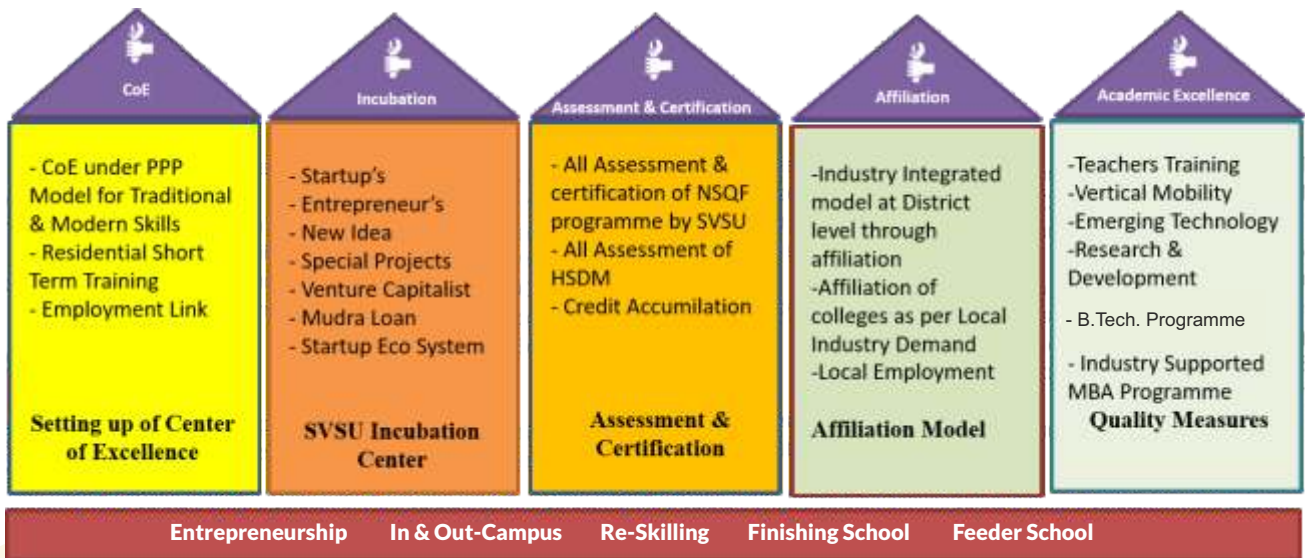 CoE
- CoE under PPP
Model for Traditional
& Modern Skills
- Residential Short
Term Training
- Employment Link
Setting up of Center
of Excellence
Incubation
- Startup's
- Entrepreneur's
- New Idea
- Special Projects
- Venture Capitalist
- Mudra Loan
- Startup Eco System
SVSU Incubation
Center
Assessment & Certification
- All Assessment &
certification of NSQF
programme by SVSU
- All Assessment of
HSDM
- Credit Accumilation
Assessment &
Certification
Affiliation
-Industry Integrated
model at District
level through
affiliation
-Affiliation of
colleges as per Local
Industry Demand
-Local Employment
Affiliation Model
Academic Excellence
-Teachers Training
-Vertical Mobility
-Emerging Technology
-Research &
Development
- B.Tech. Programme
- Industry Supported
MBA Programme
Quality Measures
Entrepreneurship In & Out-Campus Re-Skilling Finishing School Feeder School